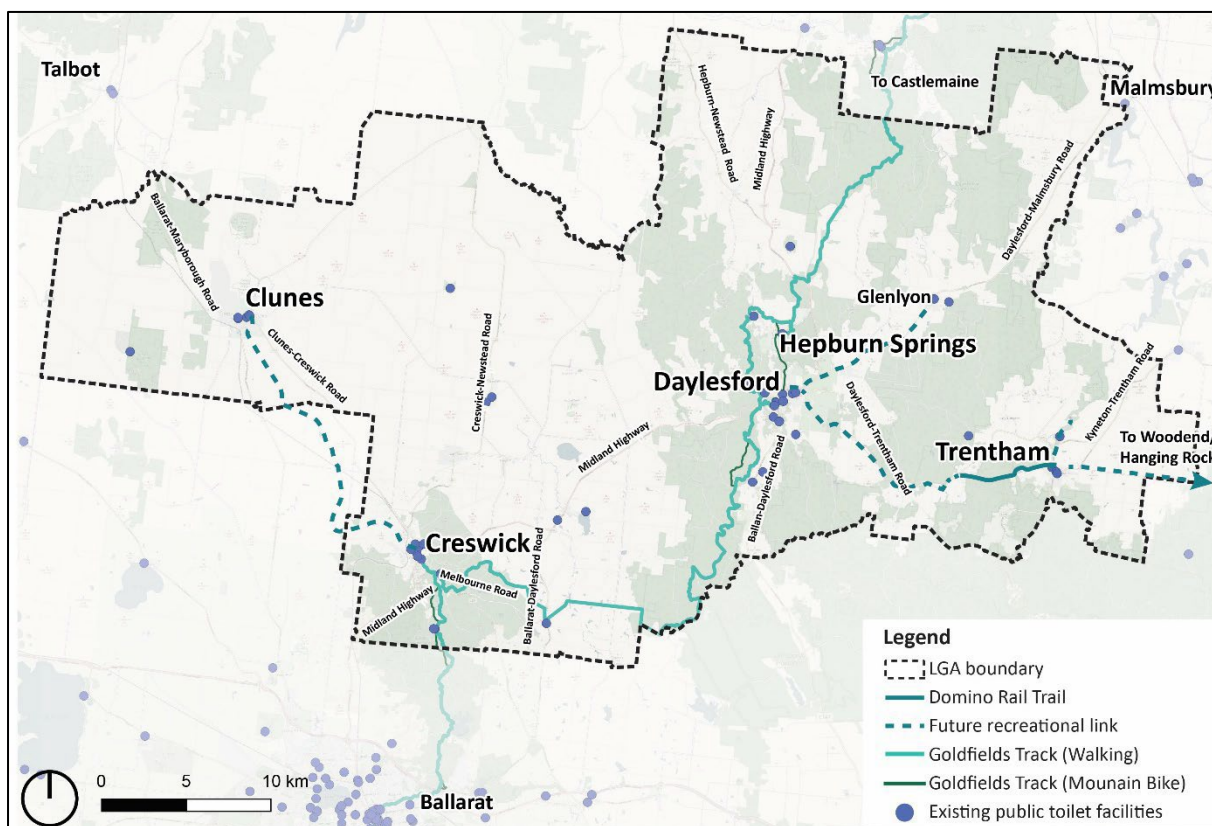 Talbot
To Castlemaine
Malmsbury
Hepburn-Newstead Road
Midland Highway
Daylesford-Malmsbury Road
Ballarat-Maryborough Road
Clunes
Glenlyon
Clunes-Creswick Road
Creswick-Newstead Road
Hepburn Springs
Daylesford
Midland Highway
Daylesford-Trentham Road
Kyneton-Trentham Road
Trentham
To Woodend/
Hanging Rock
Ballan-Daylesford Road
Creswick
Melbourne Road
Midland Highway
Ballarat-Daylesford Road
Legend
LGA boundary
Domino Rail Trail
Future recreational link
Goldfields Track (Walking)
Goldfields Track (Mounain Bike)
Existing public toilet facilities
0 5 10 km
Ballarat